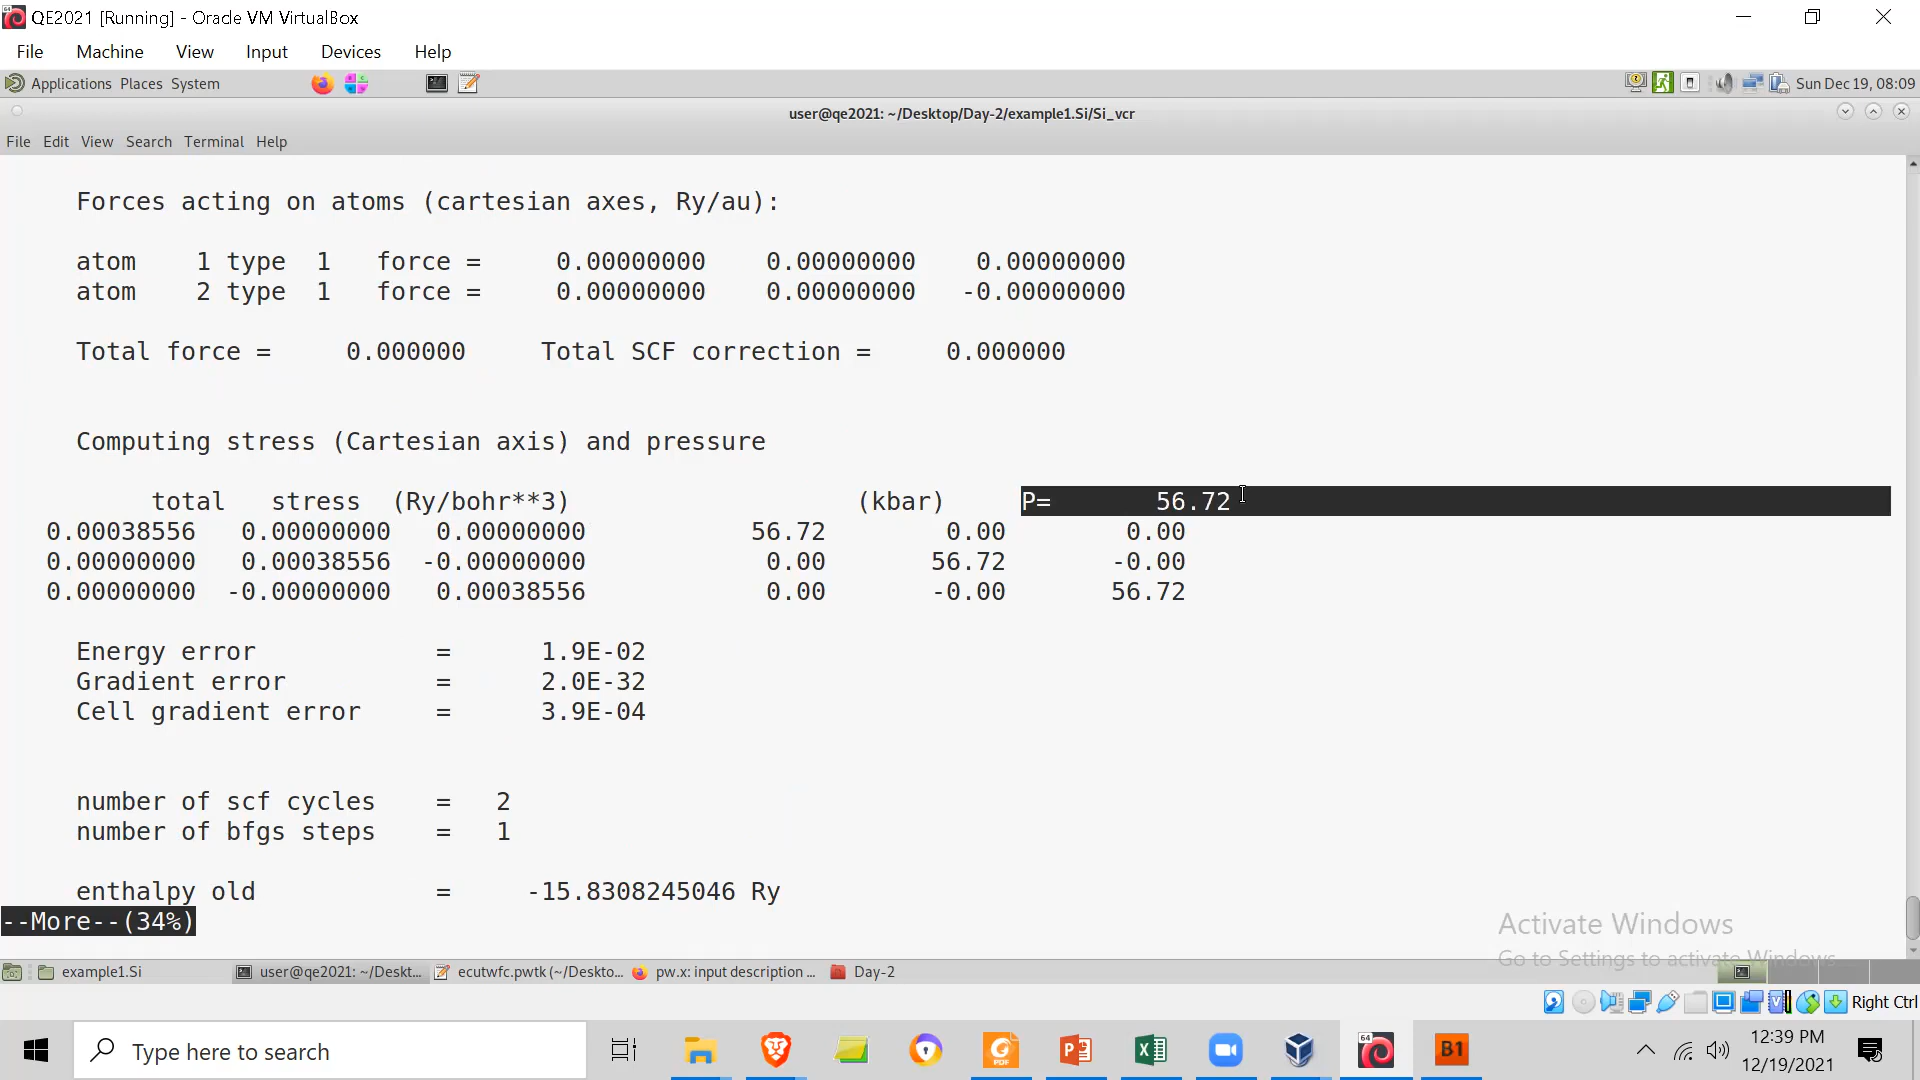 QE2021 [Running] - Oracle VM VirtualBox
File Machine View Input Devices Help
Applications Places System Sun Dec 19, 08:09
user@qe2021: ~/Desktop/Day-2/example1.Si/Si_vcr
File Edit View Search Terminal Help
Forces acting on atoms (cartesian axes, Ry/au):
atom 1 type 1 force = 0.00000000 0.00000000 0.00000000
atom 2 type 1 force = 0.00000000 0.00000000 -0.00000000
Total force = 0.000000 Total SCF correction = 0.000000
Computing stress (Cartesian axis) and pressure
total stress (Ry/bohr**3) (kbar) P= 56.72
0.00038556 0.00000000 0.00000000 56.72 0.00 0.00
0.00000000 0.00038556 -0.00000000 0.00 56.72 -0.00
0.00000000 -0.00000000 0.00038556 0.00 -0.00 56.72
Energy error = 1.9E-02
Gradient error = 2.0E-32
Cell gradient error = 3.9E-04
number of scf cycles = 2
number of bfgs steps = 1
enthalpy old = -15.8308245046 Ry
--More--(34%)
Activate Windows
Go to Settings to activate Windows.
example1.Si user@qe2021: ~/Deskt... ecutwfc.pwtk (~/Deskto... pw.x: input description ... Day-2
Right Ctrl
Type here to search
64
B1
12:39 PM
12/19/2021